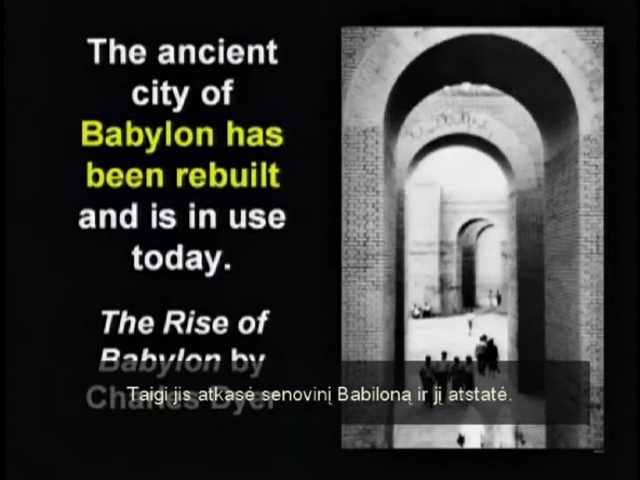 The ancient
city of
Babylon has
been rebuilt
and is in use
today.
The Rise of
Babylon by
Charles Dyer
Taigi jis atkasė senovinį Babiloną ir jį atstatė.